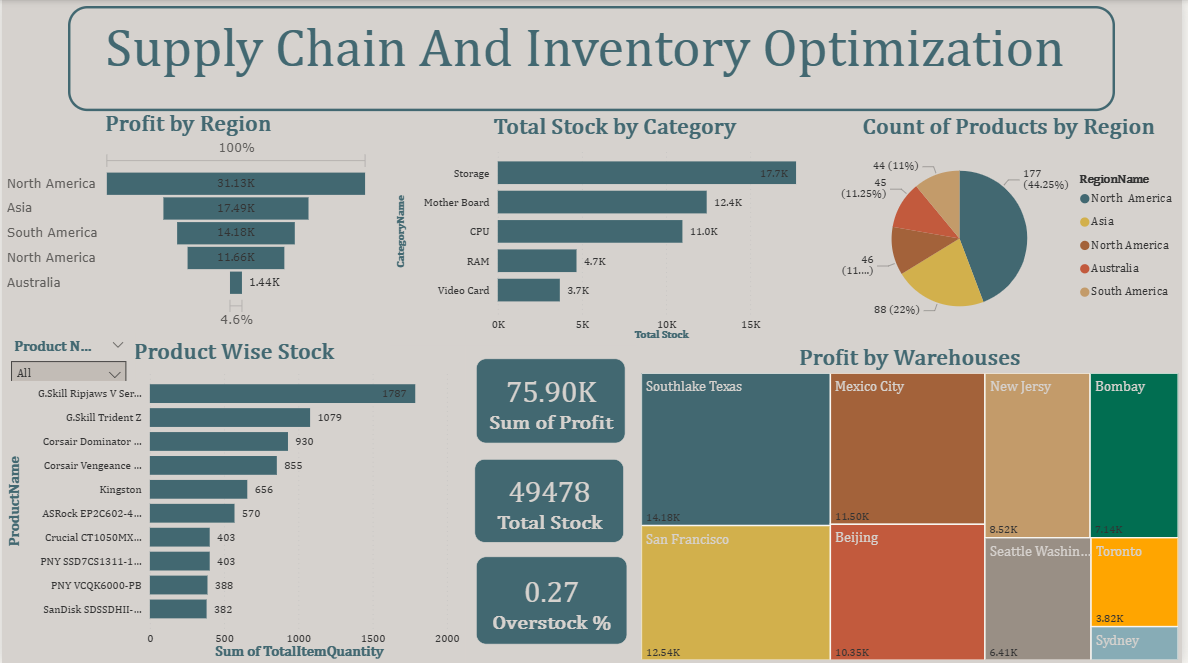 Supply Chain And Inventory Optimization
Profit by Region
100%
North America 31.13K
Asia 17.49K
South America 14.18K
North America 11.66K
Australia 1.44K
4.6%
Total Stock by Category
CategoryName
Storage 17.7K
Mother Board 12.4K
CPU 11.0K
RAM 4.7K
Video Card 3.7K
0K 5K 10K 15K
Total Stock
Count of Products by Region
44 (11%)
45
(11.25%)
46
(11....)
88 (22%)
177
(44.25%)
RegionName
North America
Asia
North America
Australia
South America
Product N...
All
Product Wise Stock
ProductName
G.Skill Ripjaws V Ser... 1787
G.Skill Trident Z 1079
Corsair Dominator ... 930
Corsair Vengeance ... 855
Kingston 656
ASRock EP2C602-4... 570
Crucial CT1050MX... 403
PNY SSD7CS1311-1... 403
PNY VCQK6000-PB 388
SanDisk SDSSDHII-... 382
0 500 1000 1500 2000
Sum of TotalItemQuantity
75.90K
Sum of Profit
49478
Total Stock
0.27
Overstock %
Profit by Warehouses
Southlake Texas
14.18K
San Francisco
12.54K
Mexico City
11.50K
Beijing
10.35K
New Jersy
8.52K
Seattle Washin...
6.41K
Bombay
7.14K
Toronto
3.82K
Sydney